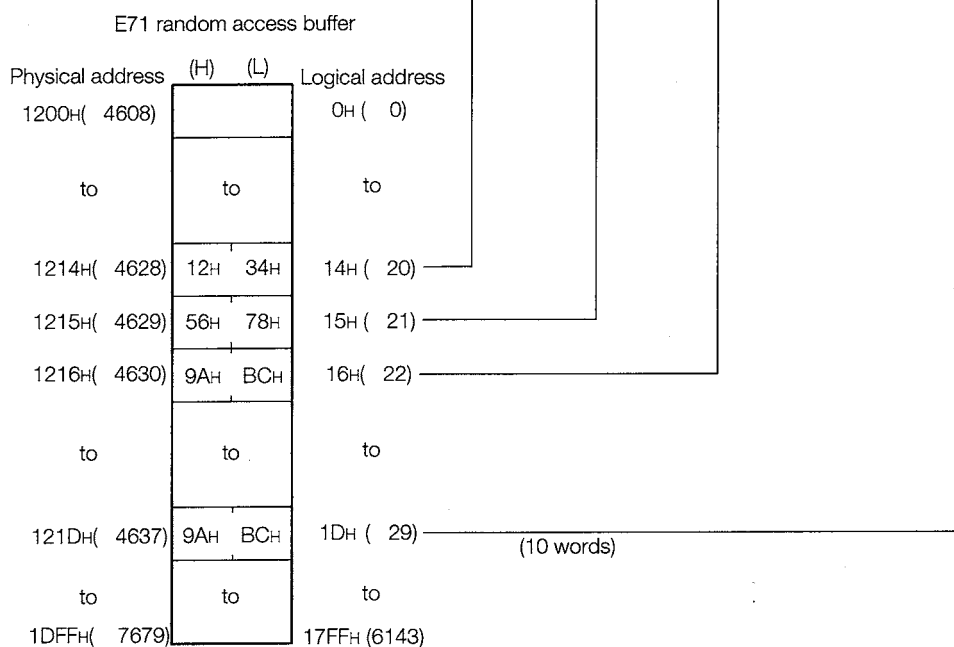 E71 random access buffer
Physical address (H) (L) Logical address
1200H( 4608) 0H ( 0)
to to to
1214H( 4628) 12H 34H 14H ( 20)
1215H( 4629) 56H 78H 15H ( 21)
1216H( 4630) 9AH BCH 16H( 22)
to to to
121DH( 4637) 9AH BCH 1DH ( 29)
(10 words)
to to to
1DFFH( 7679) 17FFH (6143)